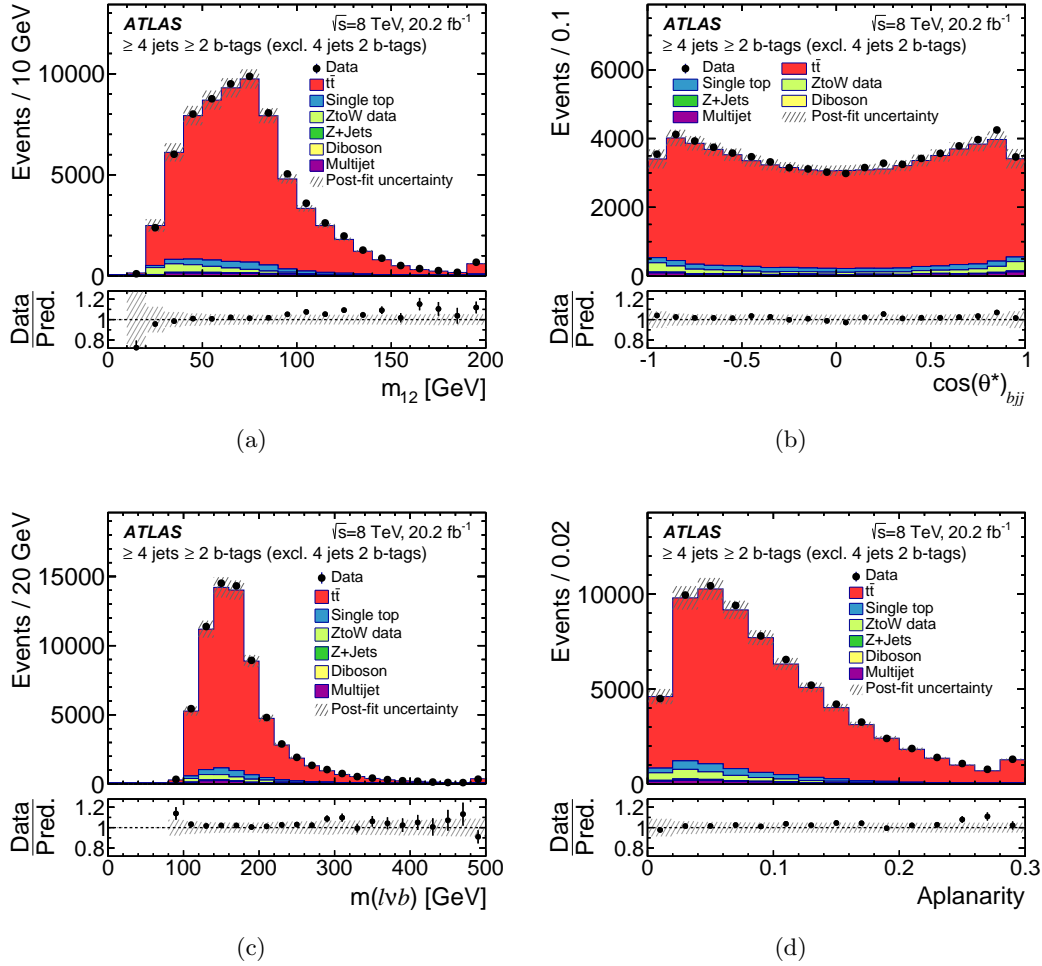 ATLAS √s=8 TeV, 20.2 fb-1
≥ 4 jets ≥ 2 b-tags (excl. 4 jets 2 b-tags)
Data
tt̄
Single top
ZtoW data
Z+Jets
Diboson
Multijet
Post-fit uncertainty
Events / 10 GeV
10000
5000
0
Data
Pred.
1.2
1
0.8
0 50 100 150 200
m12 [GeV]
(a)
ATLAS √s=8 TeV, 20.2 fb-1
≥ 4 jets ≥ 2 b-tags (excl. 4 jets 2 b-tags)
Data tt̄
Single top ZtoW data
Z+Jets Diboson
Multijet Post-fit uncertainty
Events / 0.1
6000
4000
2000
0
Data
Pred.
1.2
1
0.8
-1 -0.5 0 0.5 1
cos(θ*)bjj
(b)
ATLAS √s=8 TeV, 20.2 fb-1
≥ 4 jets ≥ 2 b-tags (excl. 4 jets 2 b-tags)
Data
tt̄
Single top
ZtoW data
Z+Jets
Diboson
Multijet
Post-fit uncertainty
Events / 20 GeV
15000
10000
5000
0
Data
Pred.
1.2
1
0.8
0 100 200 300 400 500
m(lνb) [GeV]
(c)
ATLAS √s=8 TeV, 20.2 fb-1
≥ 4 jets ≥ 2 b-tags (excl. 4 jets 2 b-tags)
Data
tt̄
Single top
ZtoW data
Z+Jets
Diboson
Multijet
Post-fit uncertainty
Events / 0.02
10000
5000
0
Data
Pred.
1.2
1
0.8
0 0.1 0.2 0.3
Aplanarity
(d)